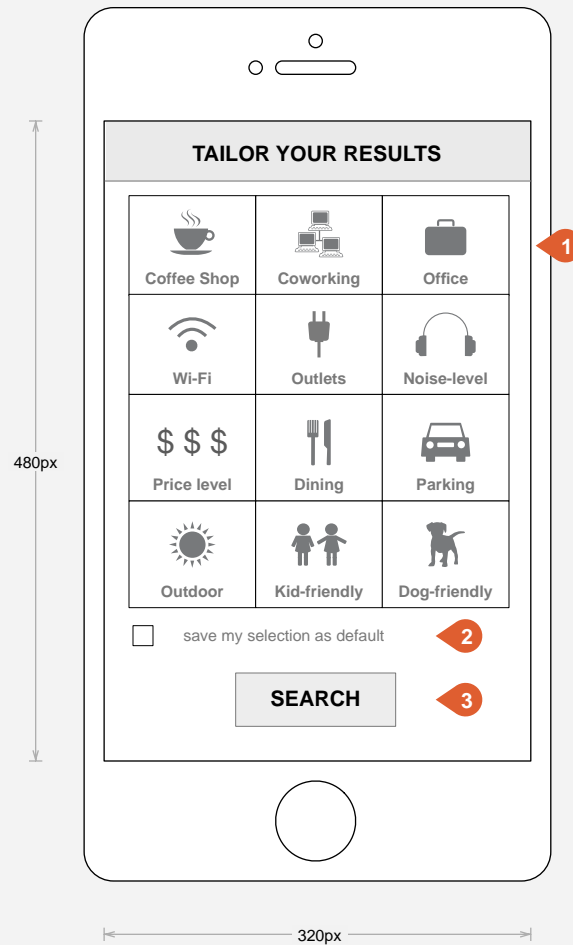 TAILOR YOUR RESULTS
Coffee Shop
Coworking
Office
1
Wi-Fi
Outlets
Noise-level
$ $ $
Price level
Dining
Parking
480px
Outdoor
Kid-friendly
Dog-friendly
save my selection as default
2
SEARCH
3
320px